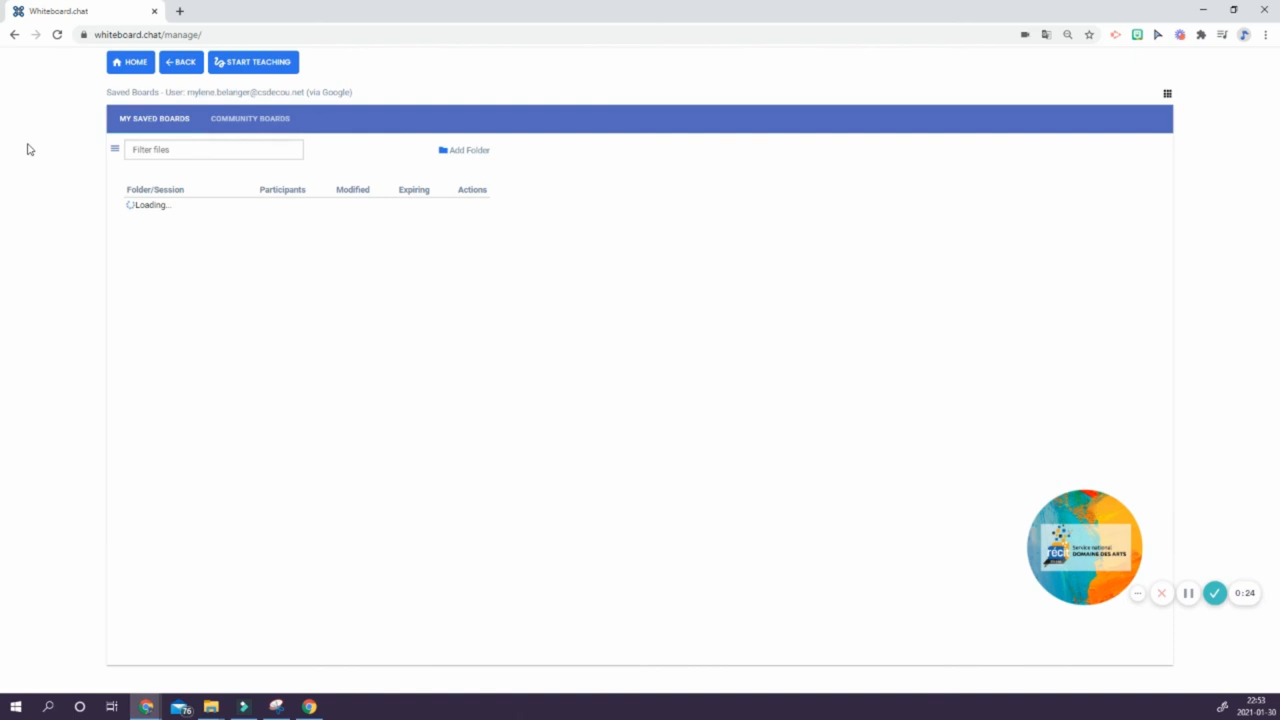 Whiteboard.chat
whiteboard.chat/manage/
HOME BACK START TEACHING
Saved Boards - User: mylene.belanger@csdecou.net (via Google)
MY SAVED BOARDS COMMUNITY BOARDS
Filter files Add Folder
Folder/Session Participants Modified Expiring Actions
Loading...
récit Service national
DOMAINE DES ARTS
0:24
76
22:53
2021-01-30